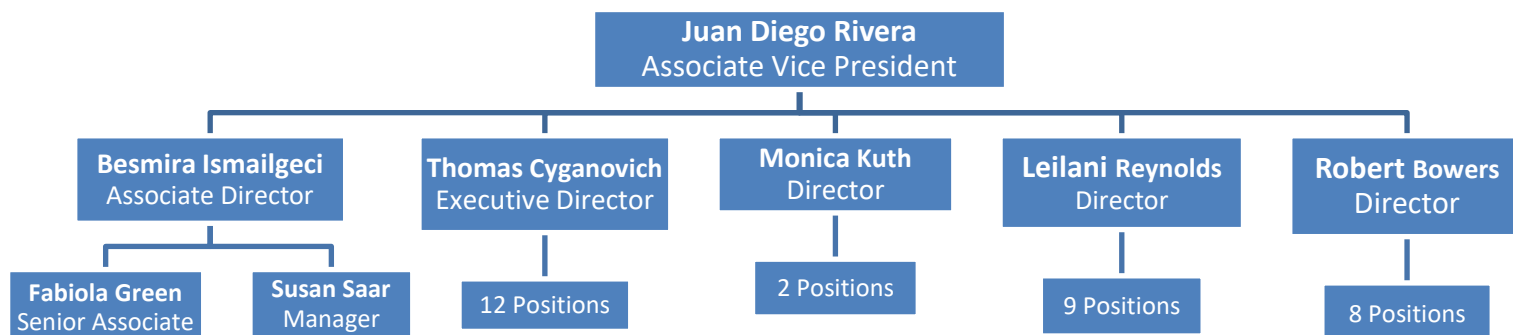 Juan Diego Rivera
Associate Vice President
Besmira Ismailgeci
Associate Director
Thomas Cyganovich
Executive Director
Monica Kuth
Director
Leilani Reynolds
Director
Robert Bowers
Director
Fabiola Green
Senior Associate
Susan Saar
Manager
12 Positions
2 Positions
9 Positions
8 Positions